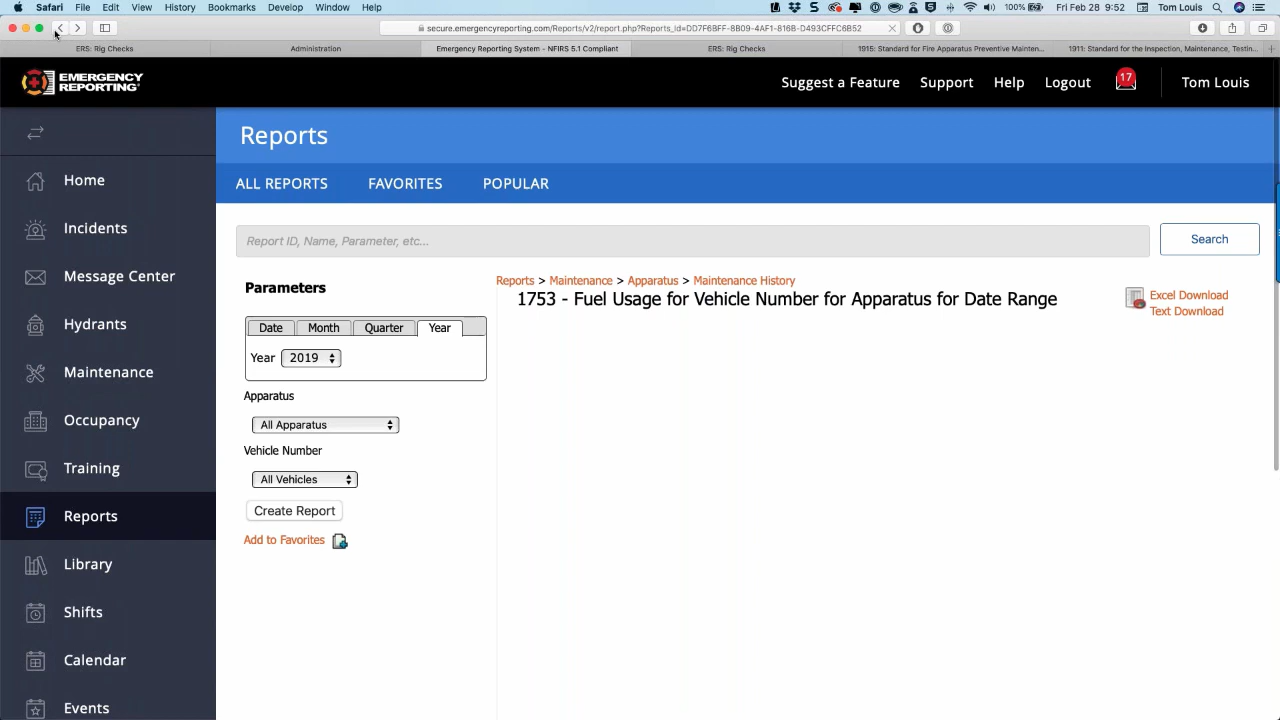 Safari File Edit View History Bookmarks Develop Window Help 100% Fri Feb 28 9:52 Tom Louis
secure.emergencyreporting.com/Reports/v2/report.php?Reports_id=DD7F6BFF-8B09-4AF1-816B-D493CFFC6B52
ERS: Rig Checks Administration Emergency Reporting System - NFIRS 5.1 Compliant ERS: Rig Checks 1915: Standard for Fire Apparatus Preventive Mainten... 1911: Standard for the Inspection, Maintenance, Testin...
EMERGENCY
REPORTING
Suggest a Feature Support Help Logout 17 Tom Louis
Reports
ALL REPORTS FAVORITES POPULAR
Report ID, Name, Parameter, etc...
Search
Home
Incidents
Message Center
Hydrants
Maintenance
Occupancy
Training
Reports
Library
Shifts
Calendar
Events
Parameters
Date Month Quarter Year
Year 2019
Apparatus
All Apparatus
Vehicle Number
All Vehicles
Create Report
Add to Favorites
Reports > Maintenance > Apparatus > Maintenance History
1753 - Fuel Usage for Vehicle Number for Apparatus for Date Range
Excel Download
Text Download